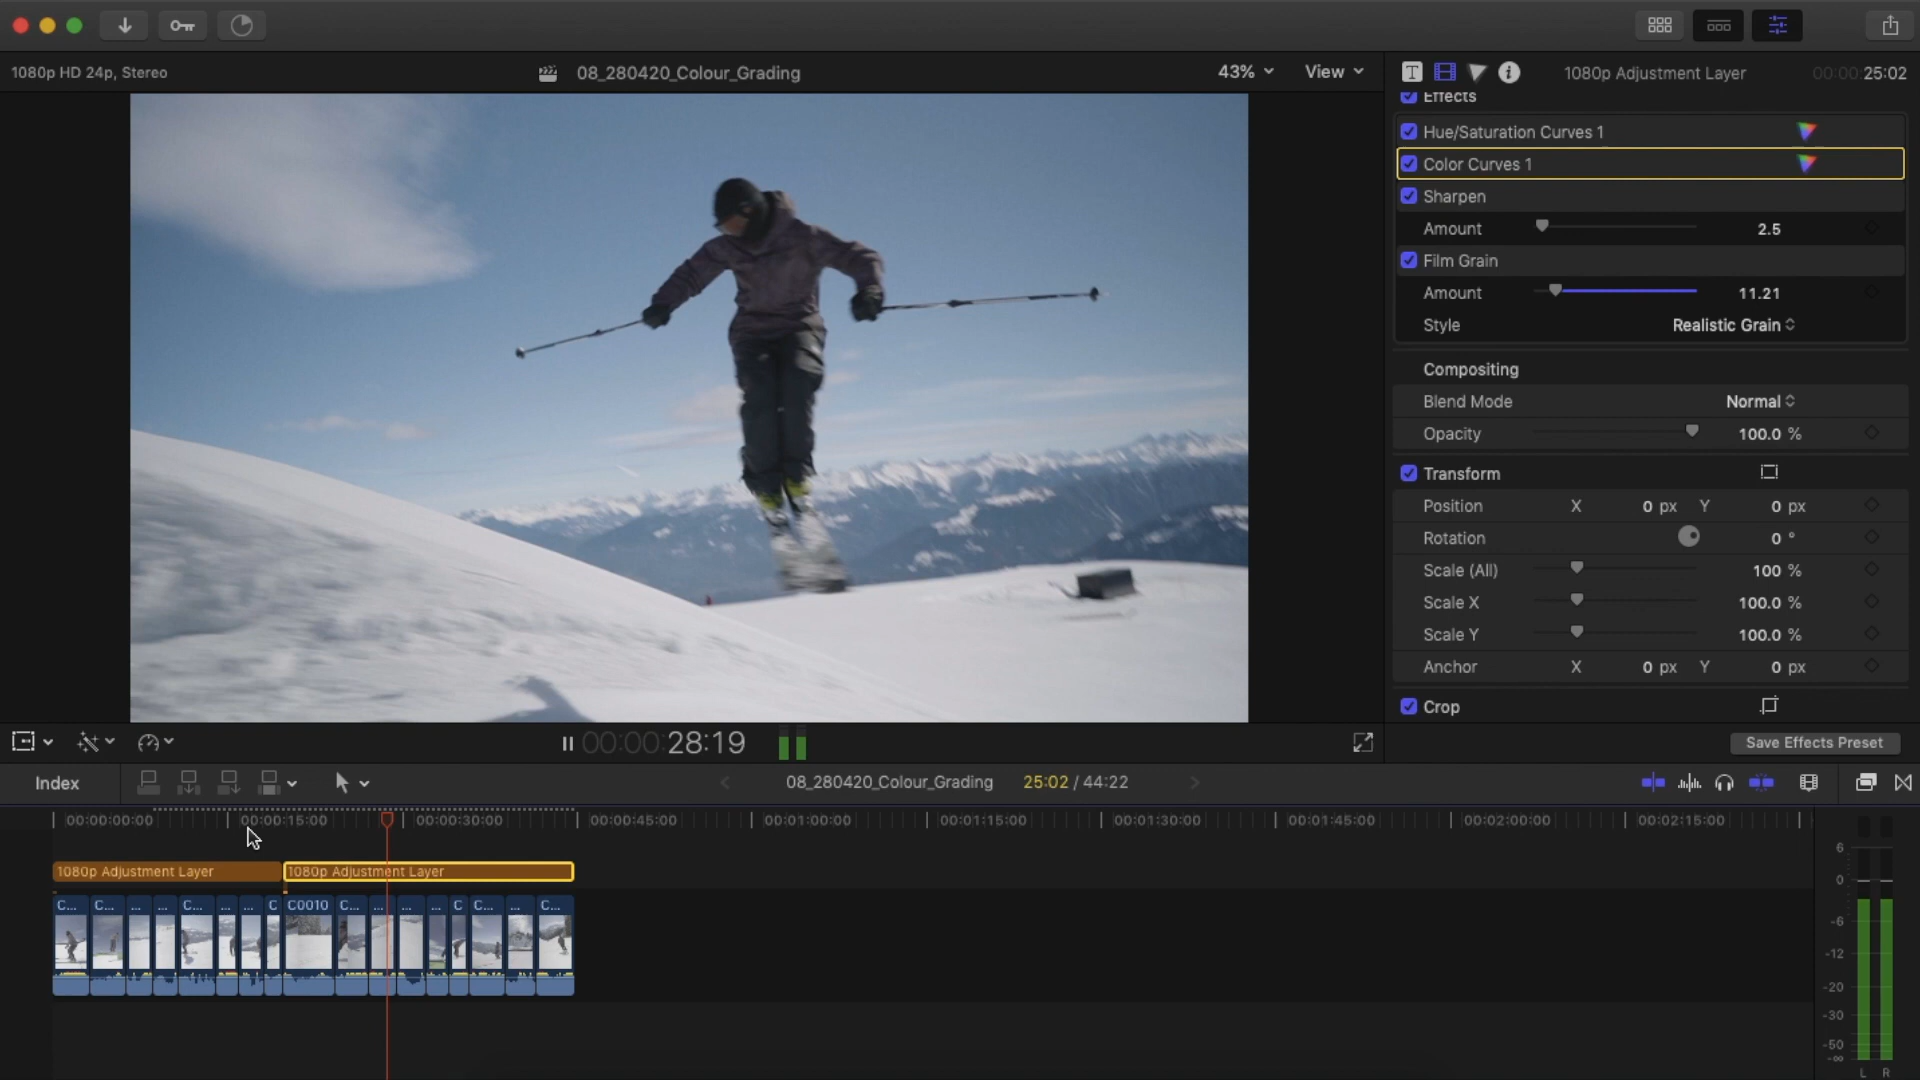 1080p HD 24p, Stereo
08_280420_Colour_Grading
43%
View
T
i
1080p Adjustment Layer
00:00:25:02
Effects
Hue/Saturation Curves 1
Color Curves 1
Sharpen
Amount 2.5
Film Grain
Amount 11.21
Style Realistic Grain
Compositing
Blend Mode Normal
Opacity 100.0 %
Transform
Position X 0 px Y 0 px
Rotation 0 °
Scale (All) 100 %
Scale X 100.0 %
Scale Y 100.0 %
Anchor X 0 px Y 0 px
Crop
00:00:28:19
Save Effects Preset
Index
08_280420_Colour_Grading
25:02 / 44:22
00:00:00:00 00:00:15:00 00:00:30:00 00:00:45:00 00:01:00:00 00:01:15:00 00:01:30:00 00:01:45:00 00:02:00:00 00:02:15:00
1080p Adjustment Layer 1080p Adjustment Layer
C... C... ... ... C... ... ... C C0010 C... ... ... ... C C... ... C...
6
0
-6
-12
-20
-30
-50
-∞
L R